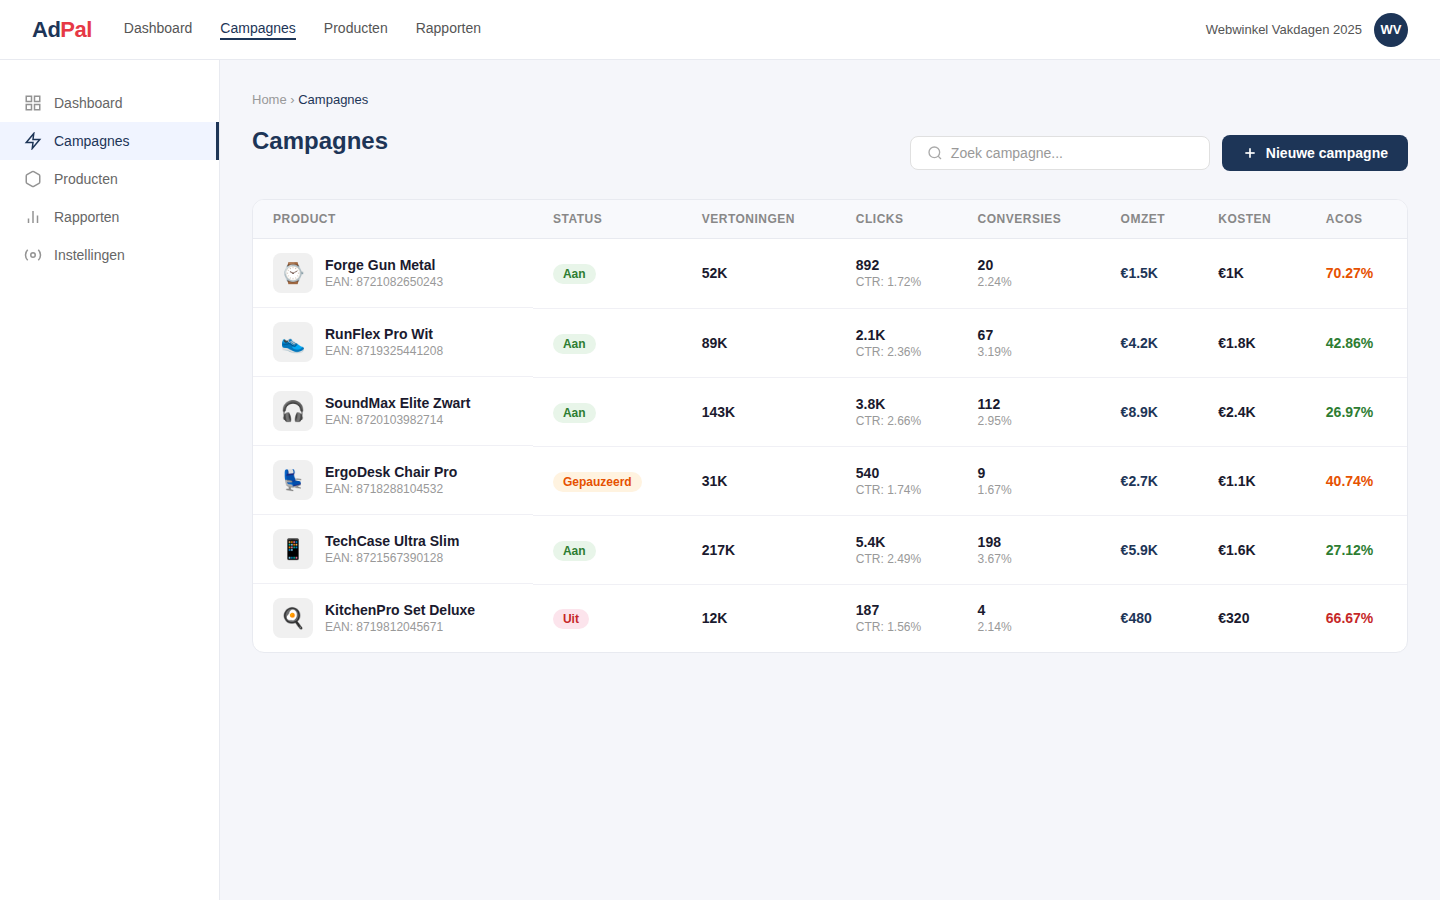 AdPal
Dashboard Campagnes Producten Rapporten
Webwinkel Vakdagen 2025 WV
Dashboard
Campagnes
Producten
Rapporten
Instellingen
Home › Campagnes
Campagnes
Zoek campagne...
+ Nieuwe campagne
PRODUCT STATUS VERTONINGEN CLICKS CONVERSIES OMZET KOSTEN ACOS
Forge Gun Metal Aan 52K 892 20 €1.5K €1K 70.27%
EAN: 8721082650243 CTR: 1.72% 2.24%
RunFlex Pro Wit Aan 89K 2.1K 67 €4.2K €1.8K 42.86%
EAN: 8719325441208 CTR: 2.36% 3.19%
SoundMax Elite Zwart Aan 143K 3.8K 112 €8.9K €2.4K 26.97%
EAN: 8720103982714 CTR: 2.66% 2.95%
ErgoDesk Chair Pro Gepauzeerd 31K 540 9 €2.7K €1.1K 40.74%
EAN: 8718288104532 CTR: 1.74% 1.67%
TechCase Ultra Slim Aan 217K 5.4K 198 €5.9K €1.6K 27.12%
EAN: 8721567390128 CTR: 2.49% 3.67%
KitchenPro Set Deluxe Uit 12K 187 4 €480 €320 66.67%
EAN: 8719812045671 CTR: 1.56% 2.14%